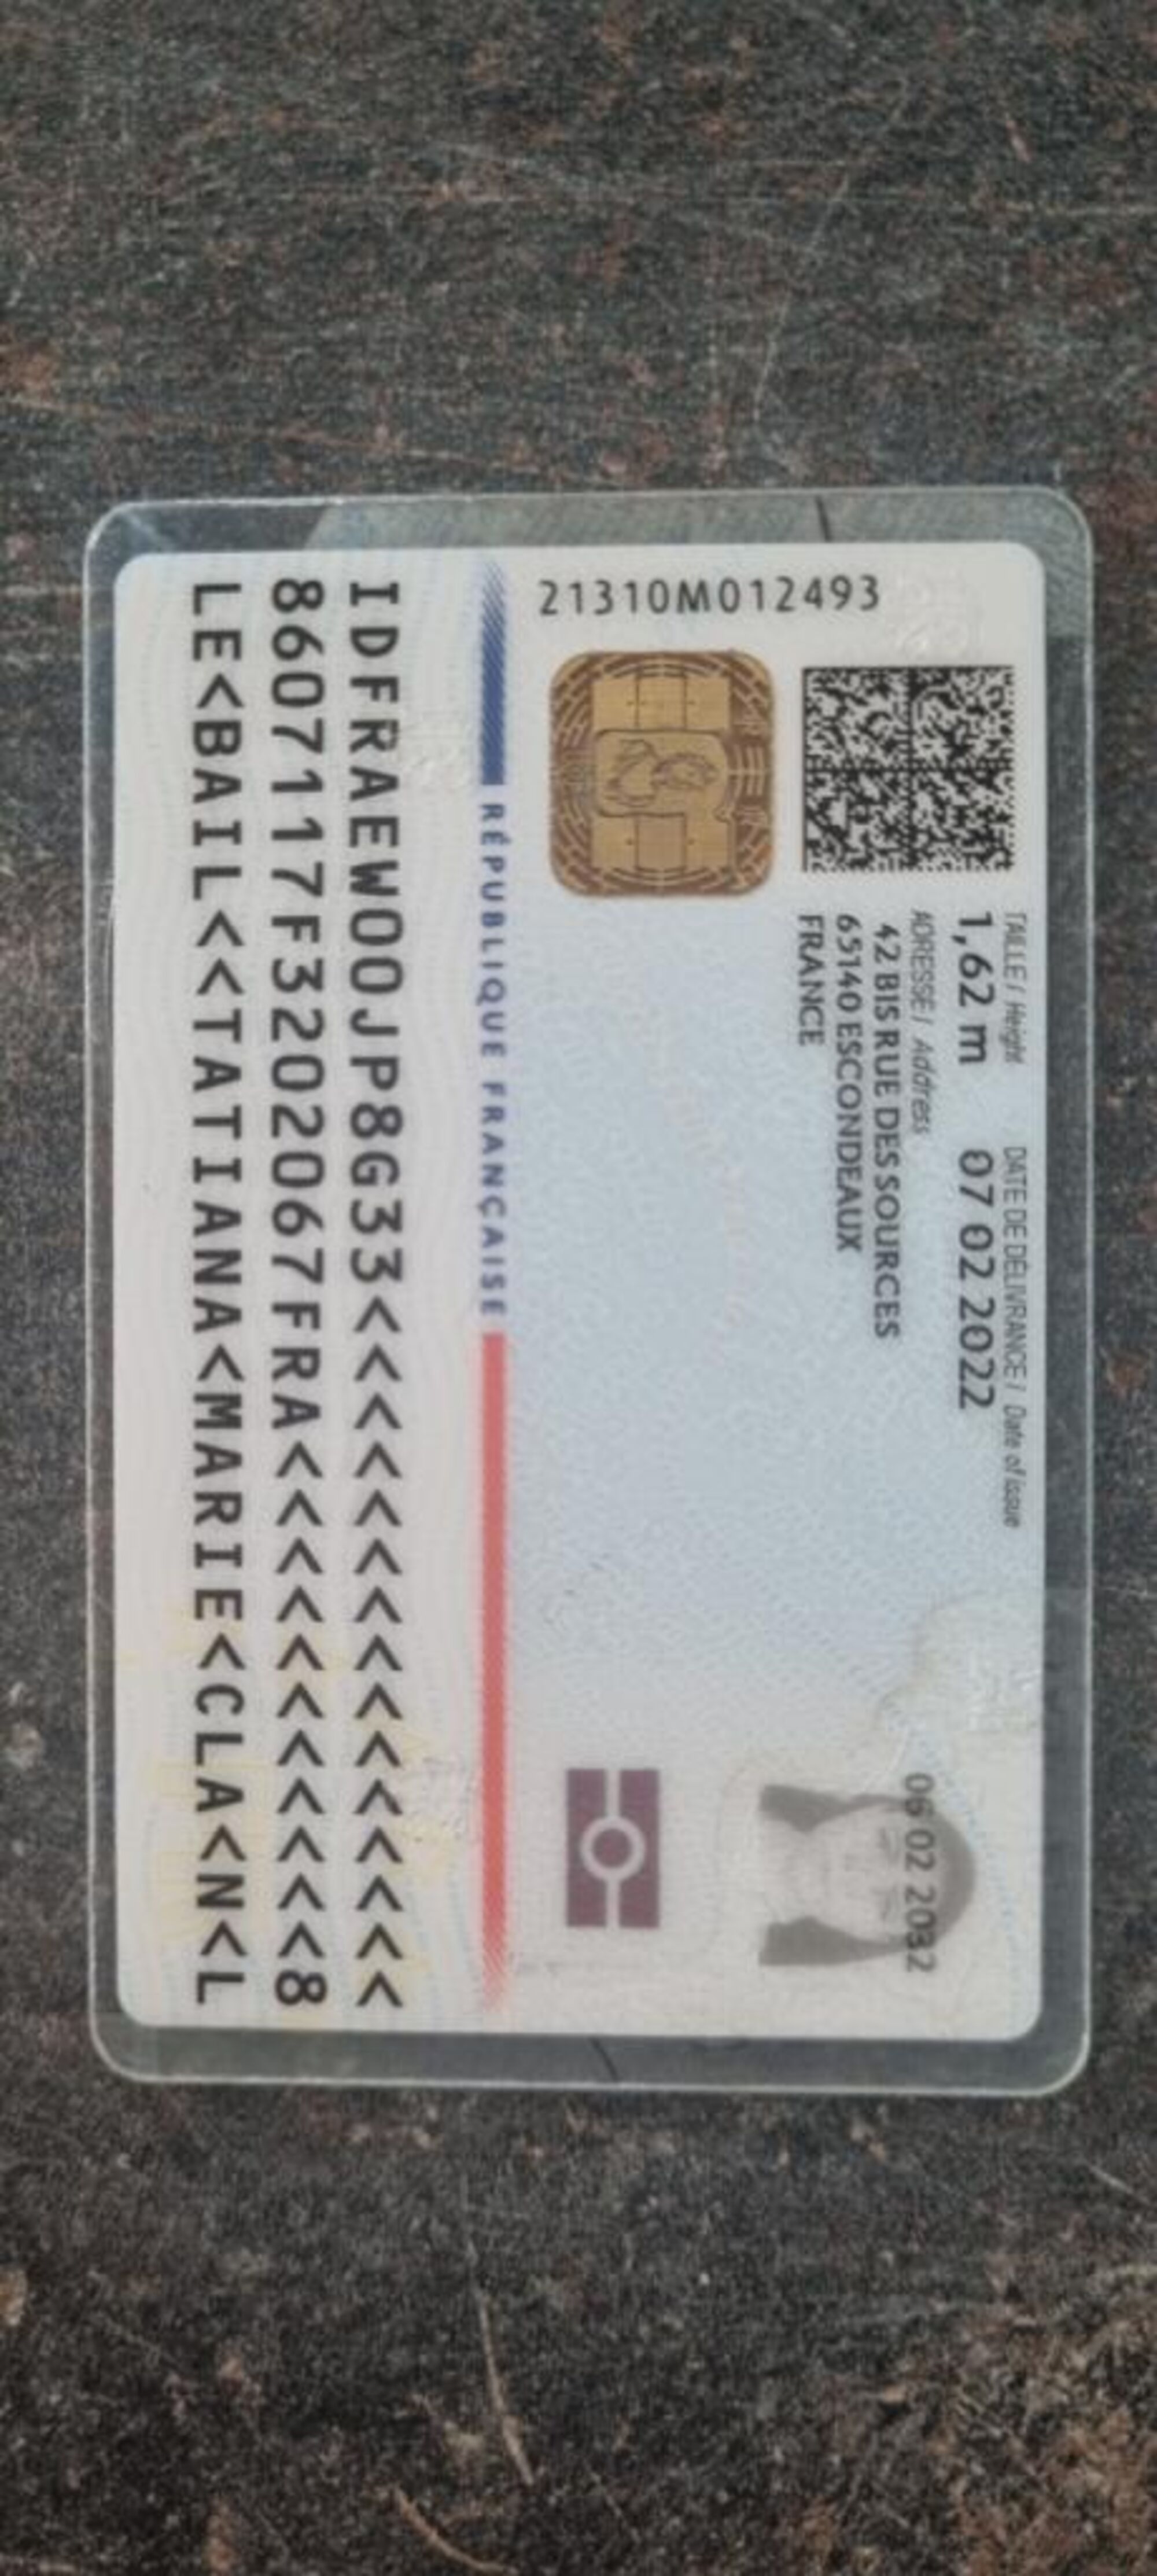 TAILLE / Height DATE DE DÉLIVRANCE / Date of issue
1,62 m 07 02 2022
ADRESSE / Address
42 BIS RUE DES SOURCES
65140 ESCONDEAUX
FRANCE
06 02 2032
21310M012493
RÉPUBLIQUE FRANÇAISE
IDFRAEWOOJP8G33<<<<<<<<<<<<<<<
8607117F3202067FRA<<<<<<<<<<<8
LE<BAIL<<TATIANA<MARIE<CLA<N<L